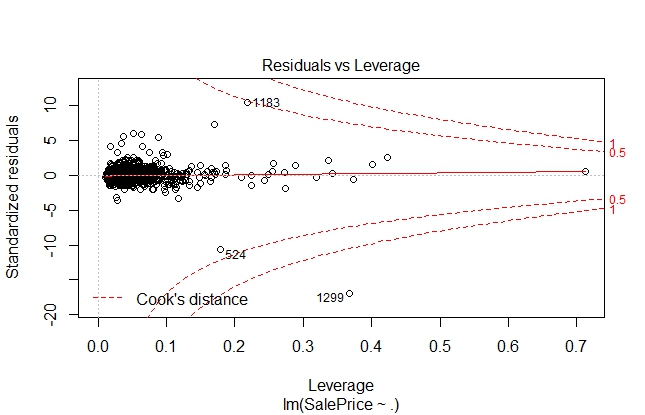 Residuals vs Leverage
Standardized residuals
10
5
0
-5
-10
-20
1183
524
1299
1
0.5
0.5
1
Cook's distance
0.0 0.1 0.2 0.3 0.4 0.5 0.6 0.7
Leverage
lm(SalePrice ~ .)